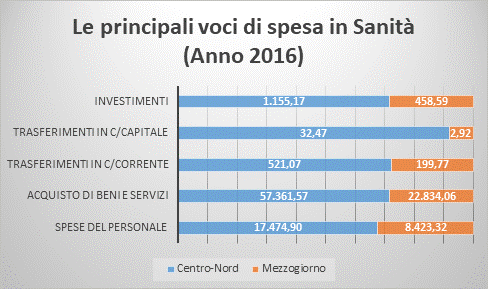 Le principali voci di spesa in Sanità
(Anno 2016)
INVESTIMENTI 1.155,17 458,59
TRASFERIMENTI IN C/CAPITALE 32,47 2,92
TRASFERIMENTI IN C/CORRENTE 521,07 199,77
ACQUISTO DI BENI E SERVIZI 57.361,57 22.834,06
SPESE DEL PERSONALE 17.474,90 8.423,32
Centro-Nord Mezzogiorno